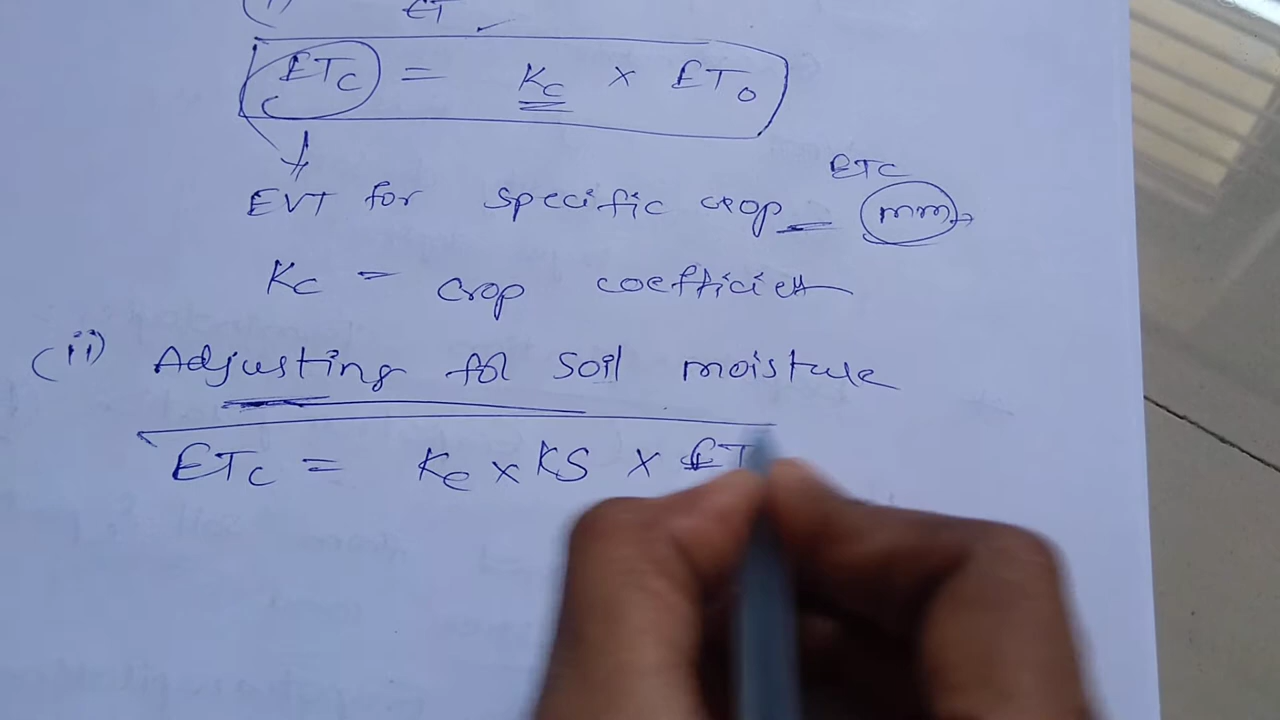 (i) ET
ETc = Kc × ETo
EVT for specific crop = ETC mm
Kc = crop coefficient
(ii) Adjusting for soil moisture
ETc = Kc × KS × ET